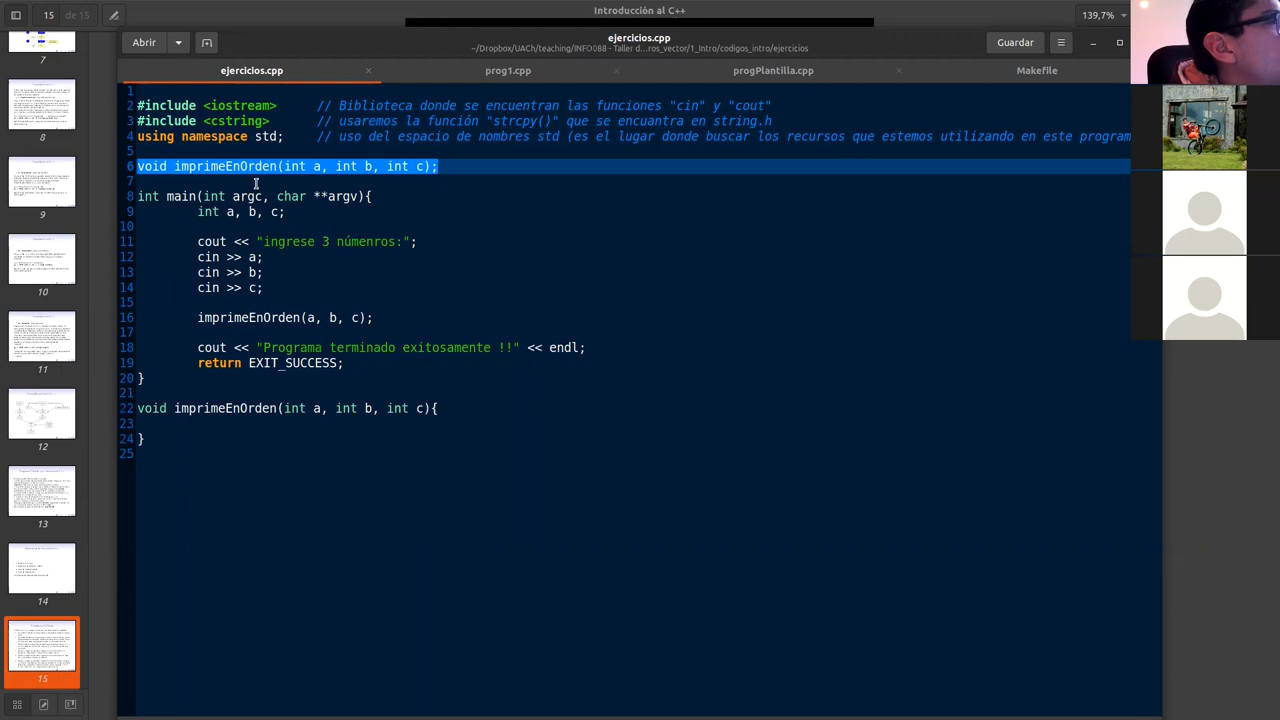 15 de 15
Introducción al C++
139,7%
Abrir
ejercicios.cpp
~/Dropbox/UACh/teaching/INFO088 - Taller d…ros_vector/1_Intro/codigos_intro/ejercicios
Guardar
ejercicios.cpp
prog1.cpp
progPlantilla.cpp
Makefile
1
2 #include <iostream> // Biblioteca donde se encuentran las funciones "cin" y "cout"
3 #include <cstring> // usaremos la función "strcpy()" que se encuentra en string.h
4 using namespace std; // uso del espacio de nombres std (es el lugar donde buscar los recursos que estemos utilizando en este program
5
6 void imprimeEnOrden(int a, int b, int c);
7
8 int main(int argc, char **argv){
9 int a, b, c;
10
11 cout << "ingrese 3 númenros:";
12 cin >> a;
13 cin >> b;
14 cin >> c;
15
16 imprimeEnOrden(a, b, c);
17
18 cout << "Programa terminado exitosamente !!" << endl;
19 return EXIT_SUCCESS;
20 }
21
22 void imprimeEnOrden(int a, int b, int c){
23
24 }
25
7
8
9
10
11
12
13
14
15